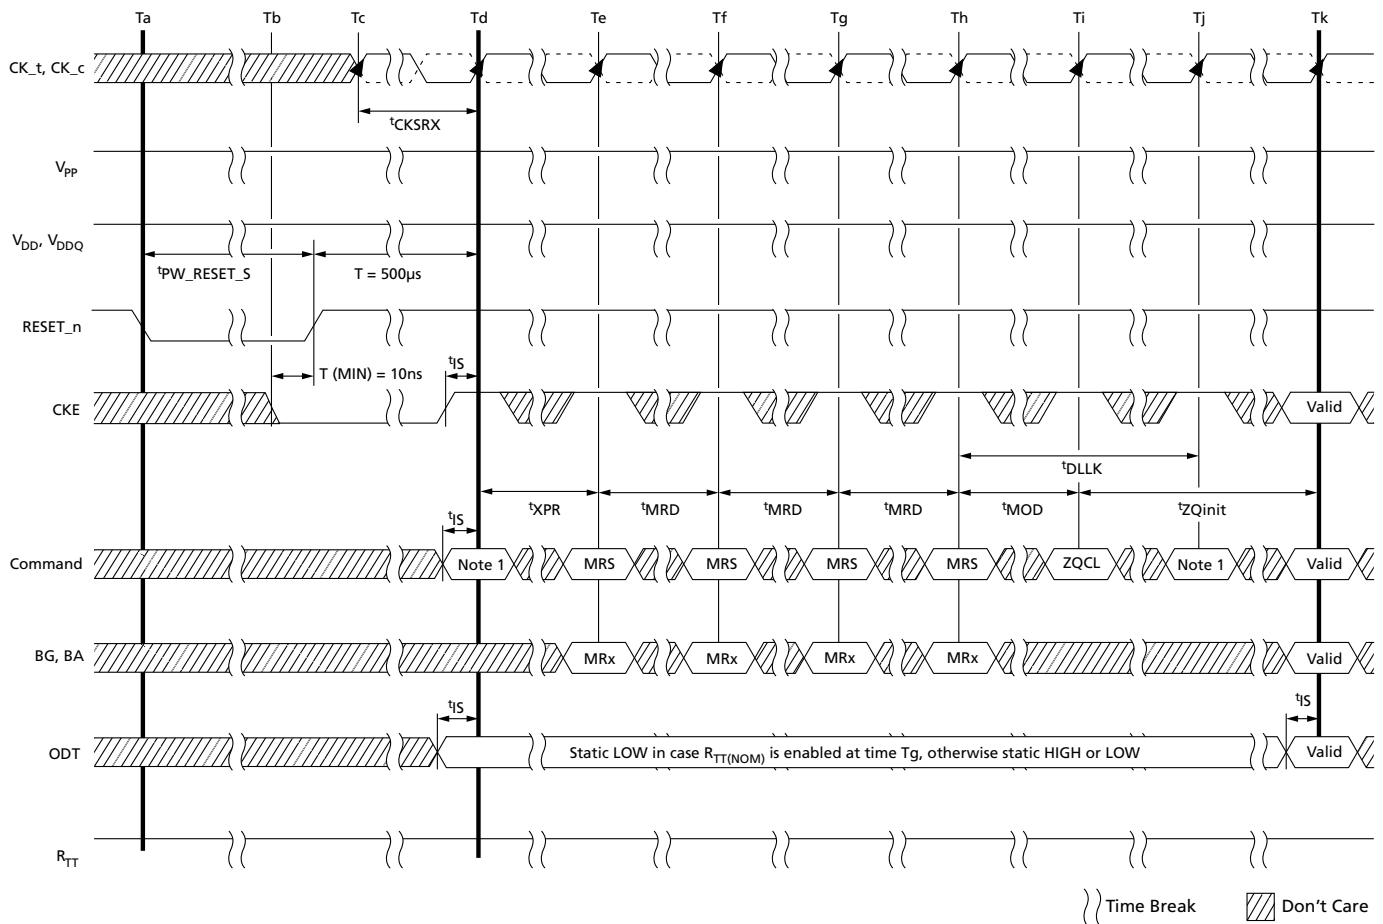 Ta Tb Tc Td Te Tf Tg Th Ti Tj Tk
CK_t, CK_c
tCKSRX
VPP
VDD, VDDQ
tPW_RESET_S T = 500µs
RESET_n
T (MIN) = 10ns tIS
CKE Valid
tDLLK
tXPR tMRD tMRD tMRD tMOD tZQinit
tIS
Command Note 1 MRS MRS MRS MRS ZQCL Note 1 Valid
BG, BA MRx MRx MRx MRx Valid
tIS tIS
ODT Static LOW in case RTT(NOM) is enabled at time Tg, otherwise static HIGH or LOW Valid
RTT
Time Break Don't Care